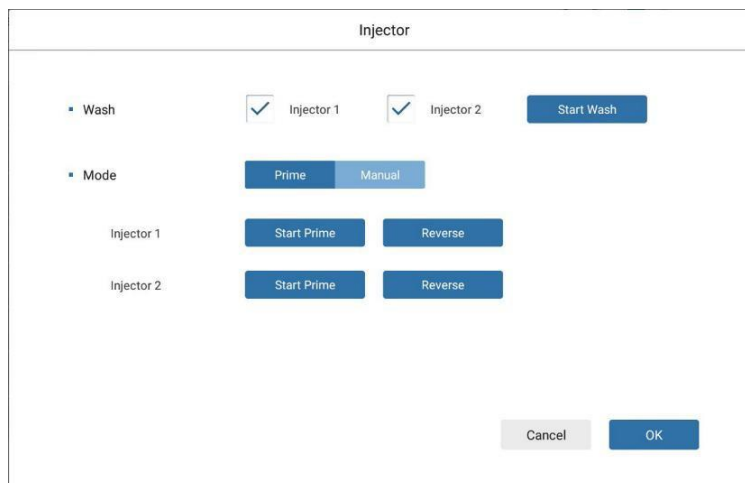 Injector
Wash Injector 1 Injector 2 Start Wash
Mode Prime Manual
Injector 1 Start Prime Reverse
Injector 2 Start Prime Reverse
Cancel OK